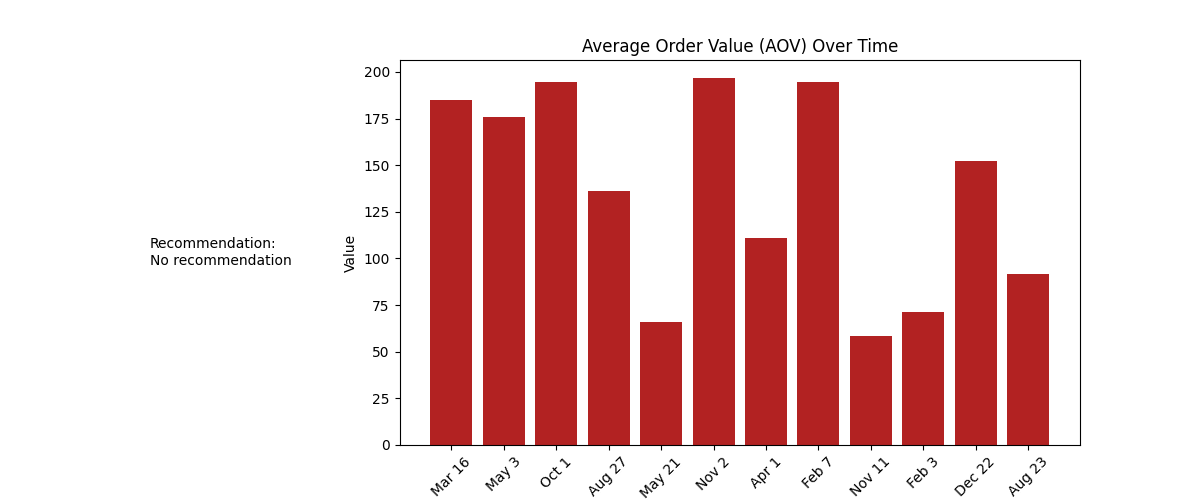 Average Order Value (AOV) Over Time
Recommendation:
No recommendation
Value
200
175
150
125
100
75
50
25
0
Mar 16
May 3
Oct 1
Aug 27
May 21
Nov 2
Apr 1
Feb 7
Nov 11
Feb 3
Dec 22
Aug 23